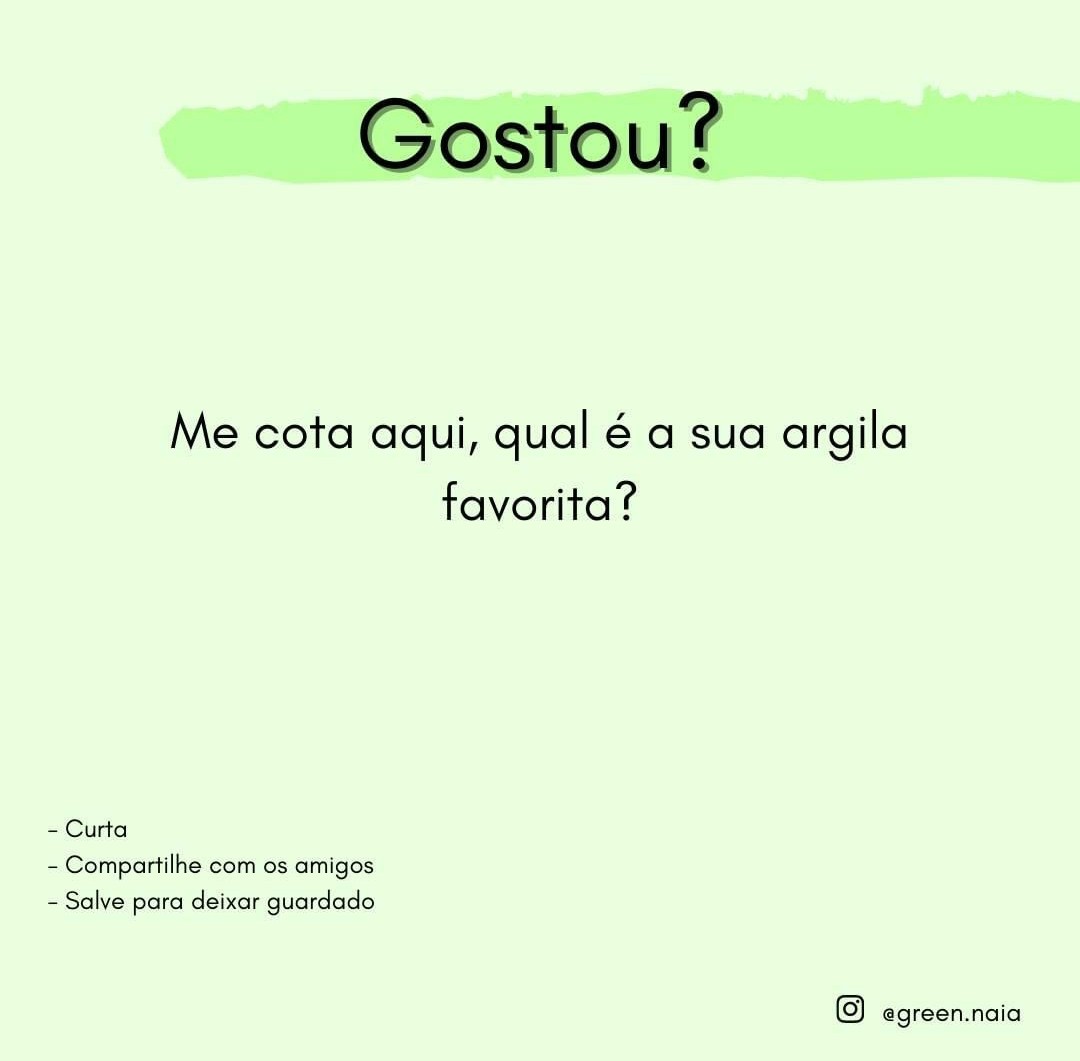 Gostou?
Me cota aqui, qual é a sua argila
favorita?
- Curta
- Compartilhe com os amigos
- Salve para deixar guardado
@green.naia